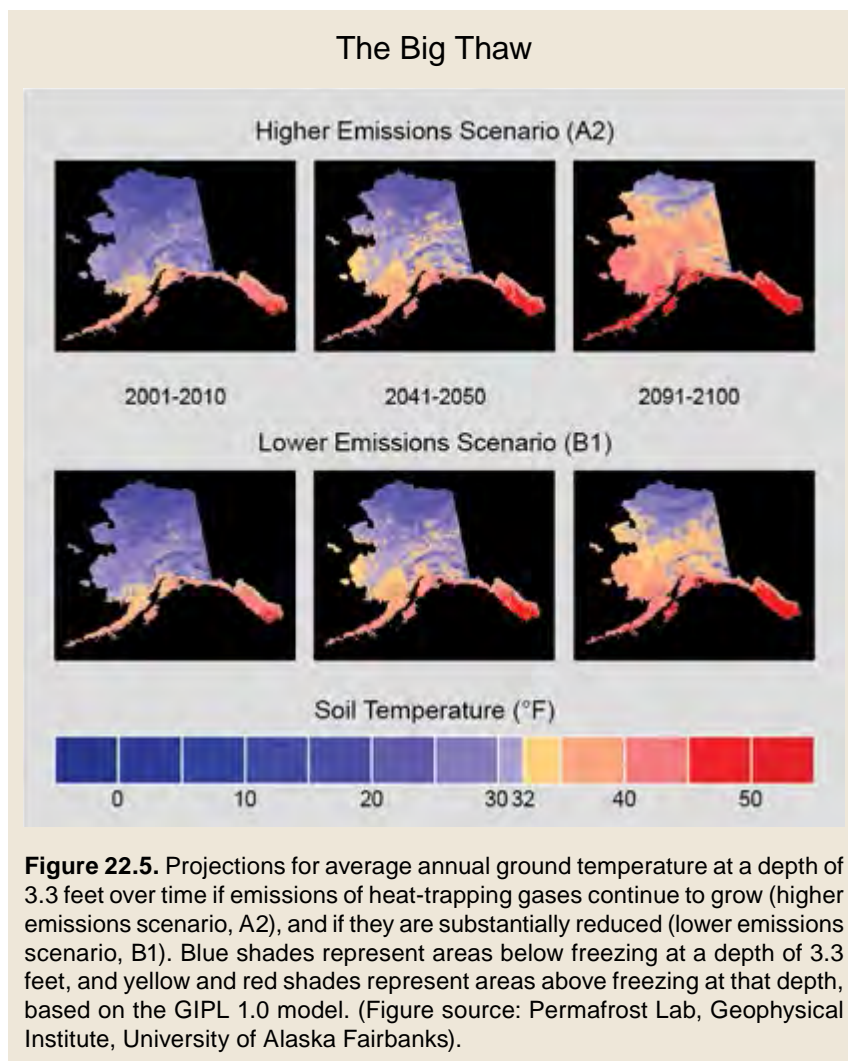 The Big Thaw
Higher Emissions Scenario (A2)
2001-2010 2041-2050 2091-2100
Lower Emissions Scenario (B1)
Soil Temperature (°F)
0 10 20 30 32 40 50
Figure 22.5. Projections for average annual ground temperature at a depth of
3.3 feet over time if emissions of heat-trapping gases continue to grow (higher
emissions scenario, A2), and if they are substantially reduced (lower emissions
scenario, B1). Blue shades represent areas below freezing at a depth of 3.3
feet, and yellow and red shades represent areas above freezing at that depth,
based on the GIPL 1.0 model. (Figure source: Permafrost Lab, Geophysical
Institute, University of Alaska Fairbanks).